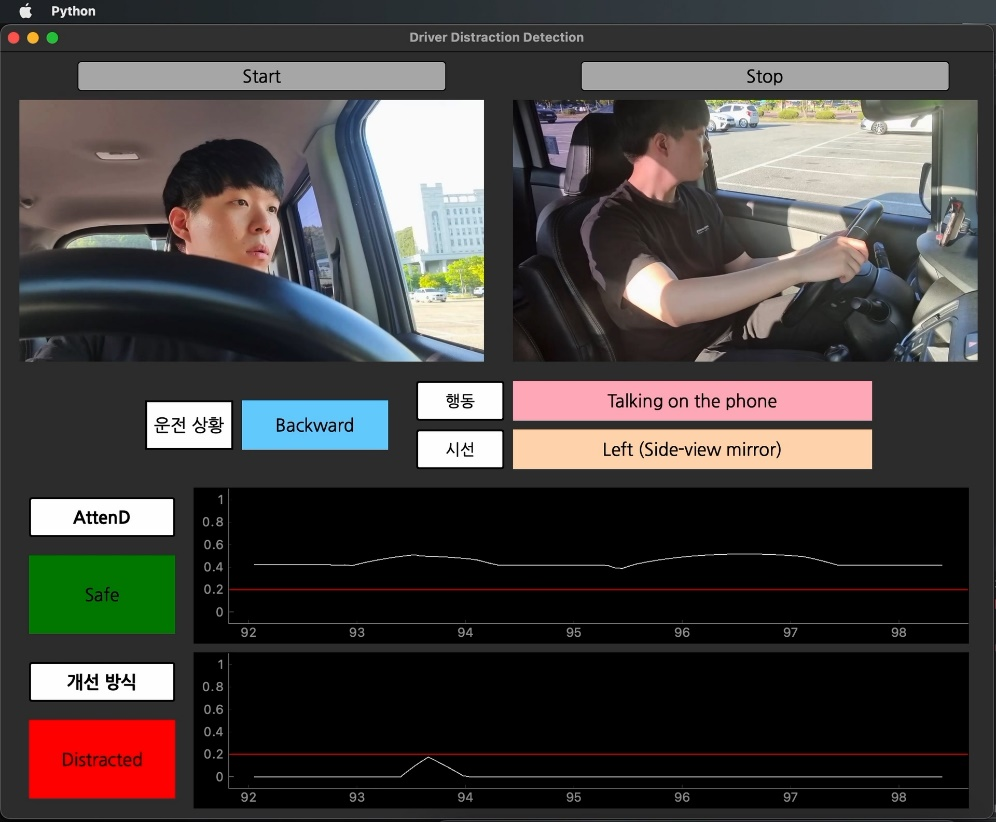 Python
Driver Distraction Detection
Start
Stop
운전 상황
Backward
행동
Talking on the phone
시선
Left (Side-view mirror)
AttenD
Safe
1
0.8
0.6
0.4
0.2
0
92 93 94 95 96 97 98
개선 방식
Distracted
1
0.8
0.6
0.4
0.2
0
92 93 94 95 96 97 98